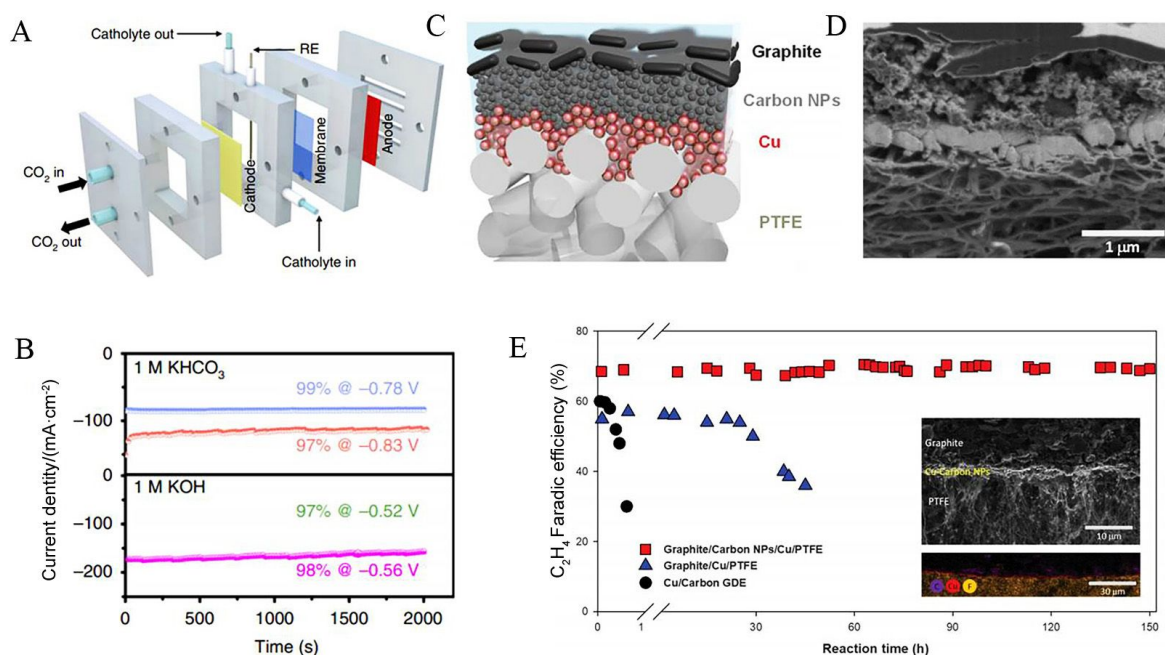 A
Catholyte out
RE
Cathode
Membrane
Anode
CO2 in
CO2 out
Catholyte in
C
Graphite
Carbon NPs
Cu
PTFE
D
1 μm
B
Current dentity/(mA·cm⁻²)
0
−100
0
−100
−200
1 M KHCO₃
99% @ −0.78 V
97% @ −0.83 V
1 M KOH
97% @ −0.52 V
98% @ −0.56 V
0
500
1000
1500
2000
Time (s)
E
C₂H₄ Faradic efficiency (%)
80
60
40
20
0
Graphite
Cu-Carbon NPs
PTFE
10 μm
C
Cu
F
30 μm
Graphite/Carbon NPs/Cu/PTFE
Graphite/Cu/PTFE
Cu/Carbon GDE
0
1
30
60
90
120
150
Reaction time (h)